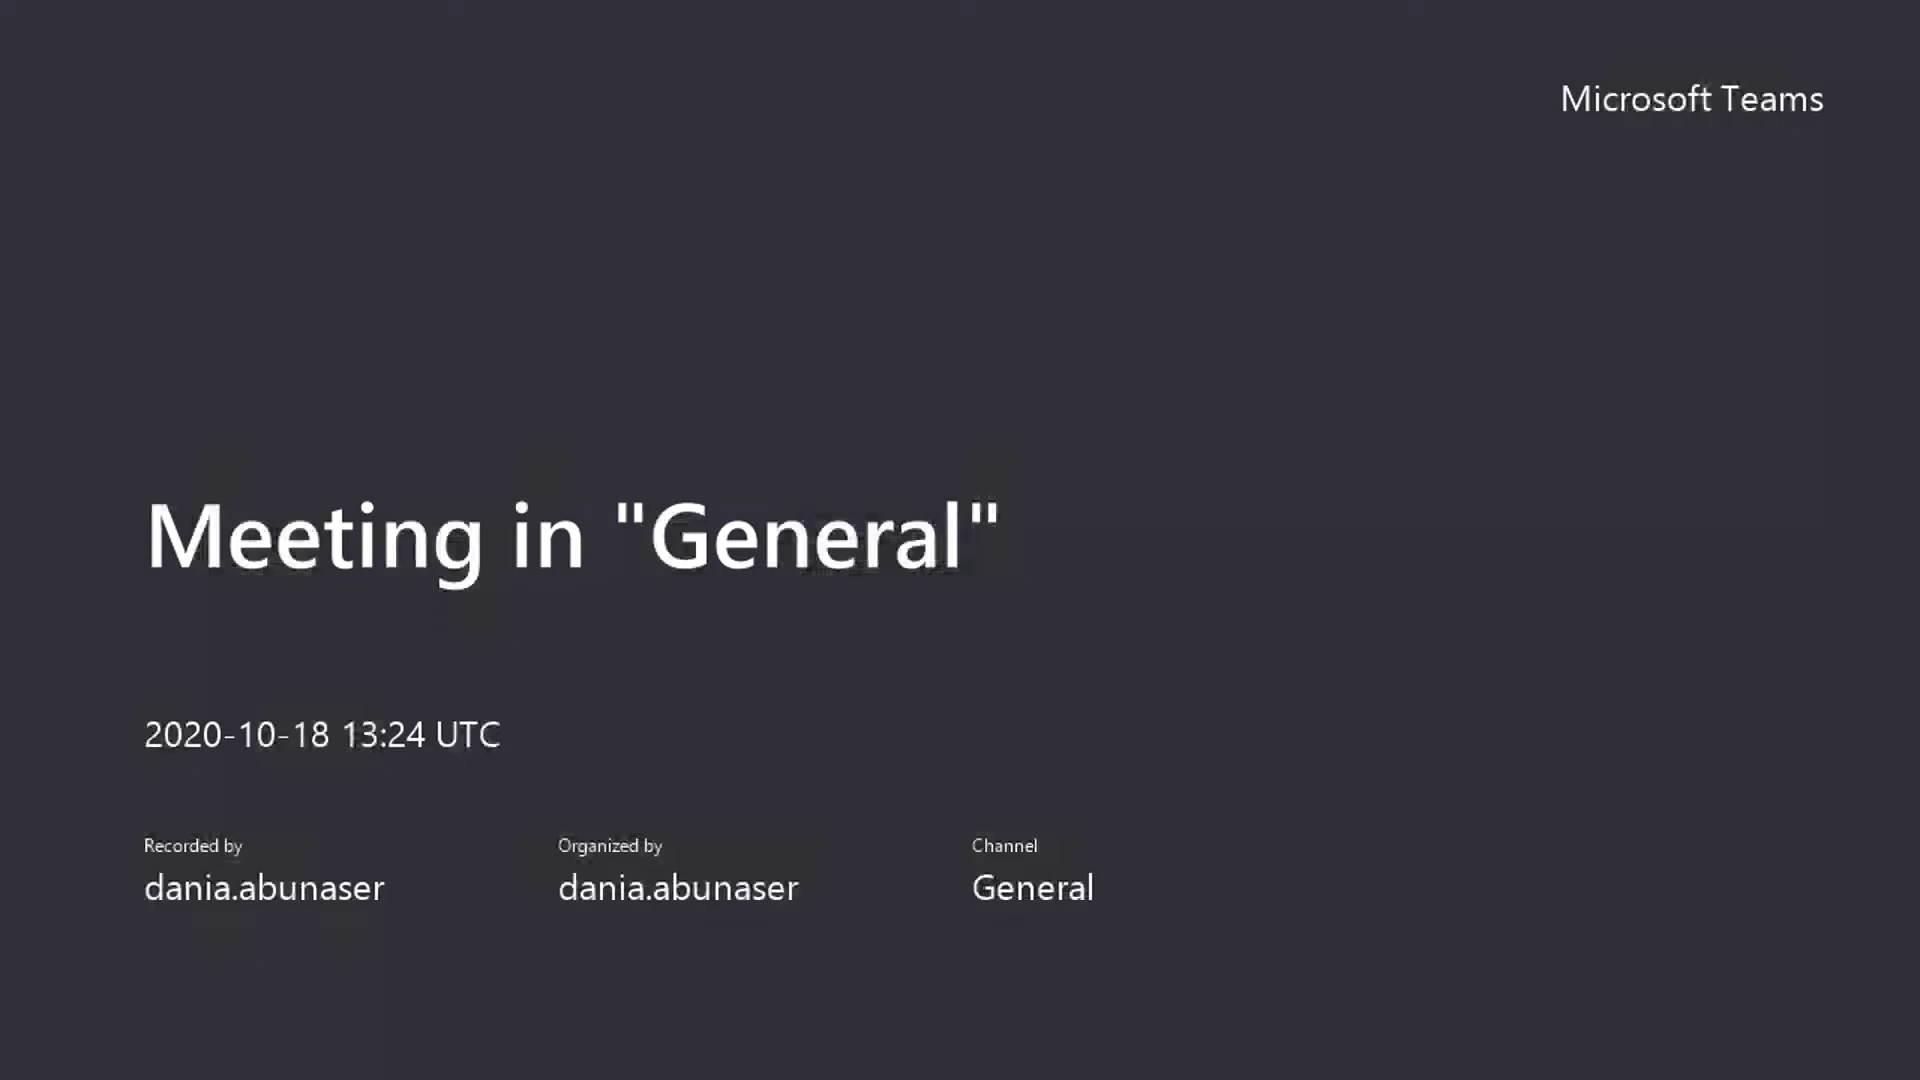 Microsoft Teams
Meeting in "General"
2020-10-18 13:24 UTC
Recorded by
dania.abunaser
Organized by
dania.abunaser
Channel
General